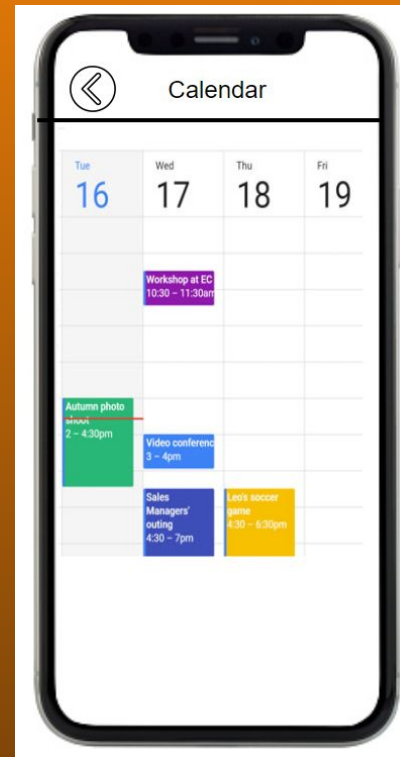 Calendar
Tue Wed Thu Fri
16 17 18 19
Workshop at EC
10:30 – 11:30am
Autumn photo
shoot
2 – 4:30pm
Video conferenc
3 – 4pm
Sales
Managers'
outing
4:30 – 7pm
Leo's soccer
game
4:30 – 6:30pm